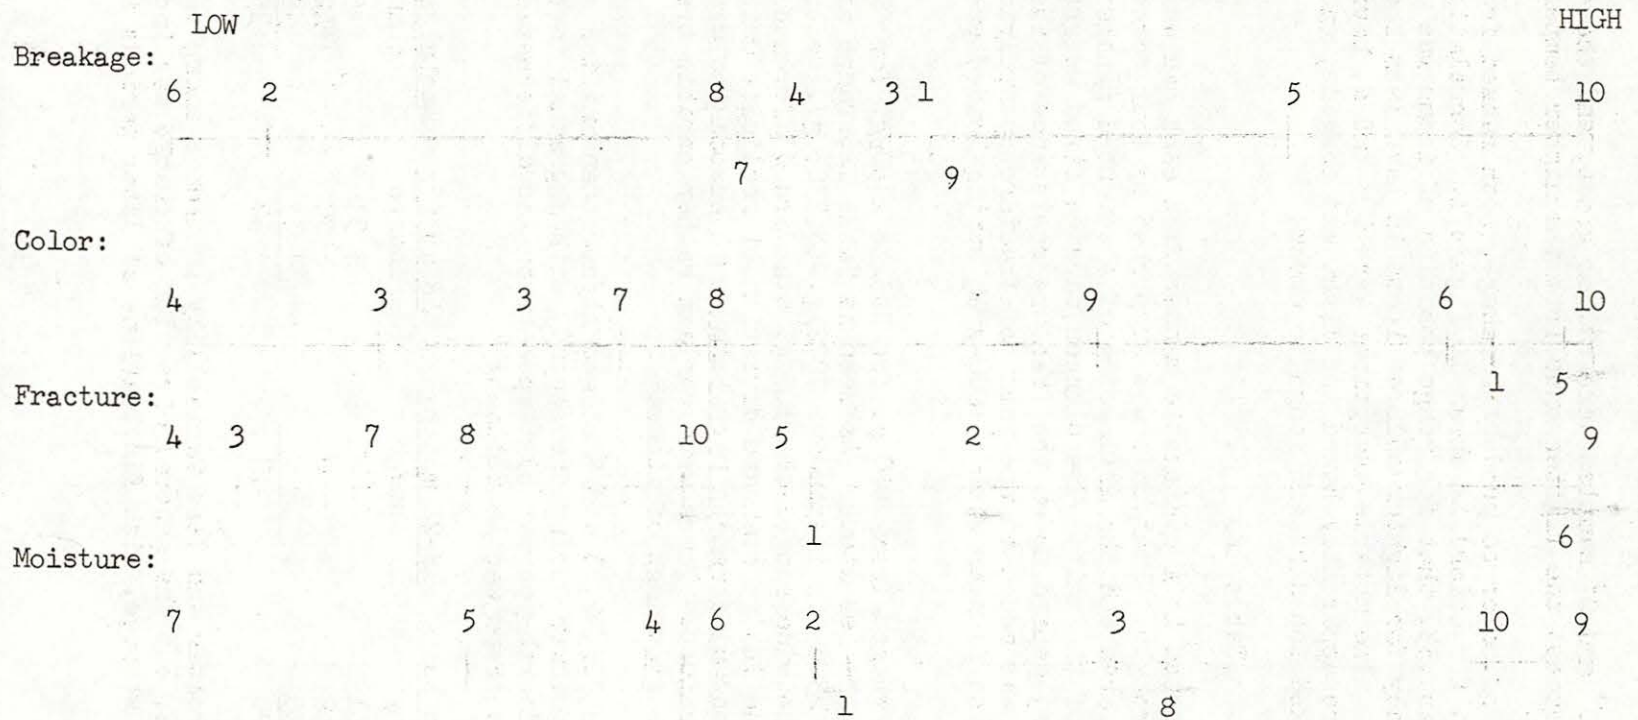 LOW HIGH
Breakage:
6 2 8 4 3 1 5 10
7 9
Color:
4 3 3 7 8 9 6 10
1 5
Fracture:
4 3 7 8 10 5 2 9
1 6
Moisture:
7 5 4 6 2 3 10 9
1 8